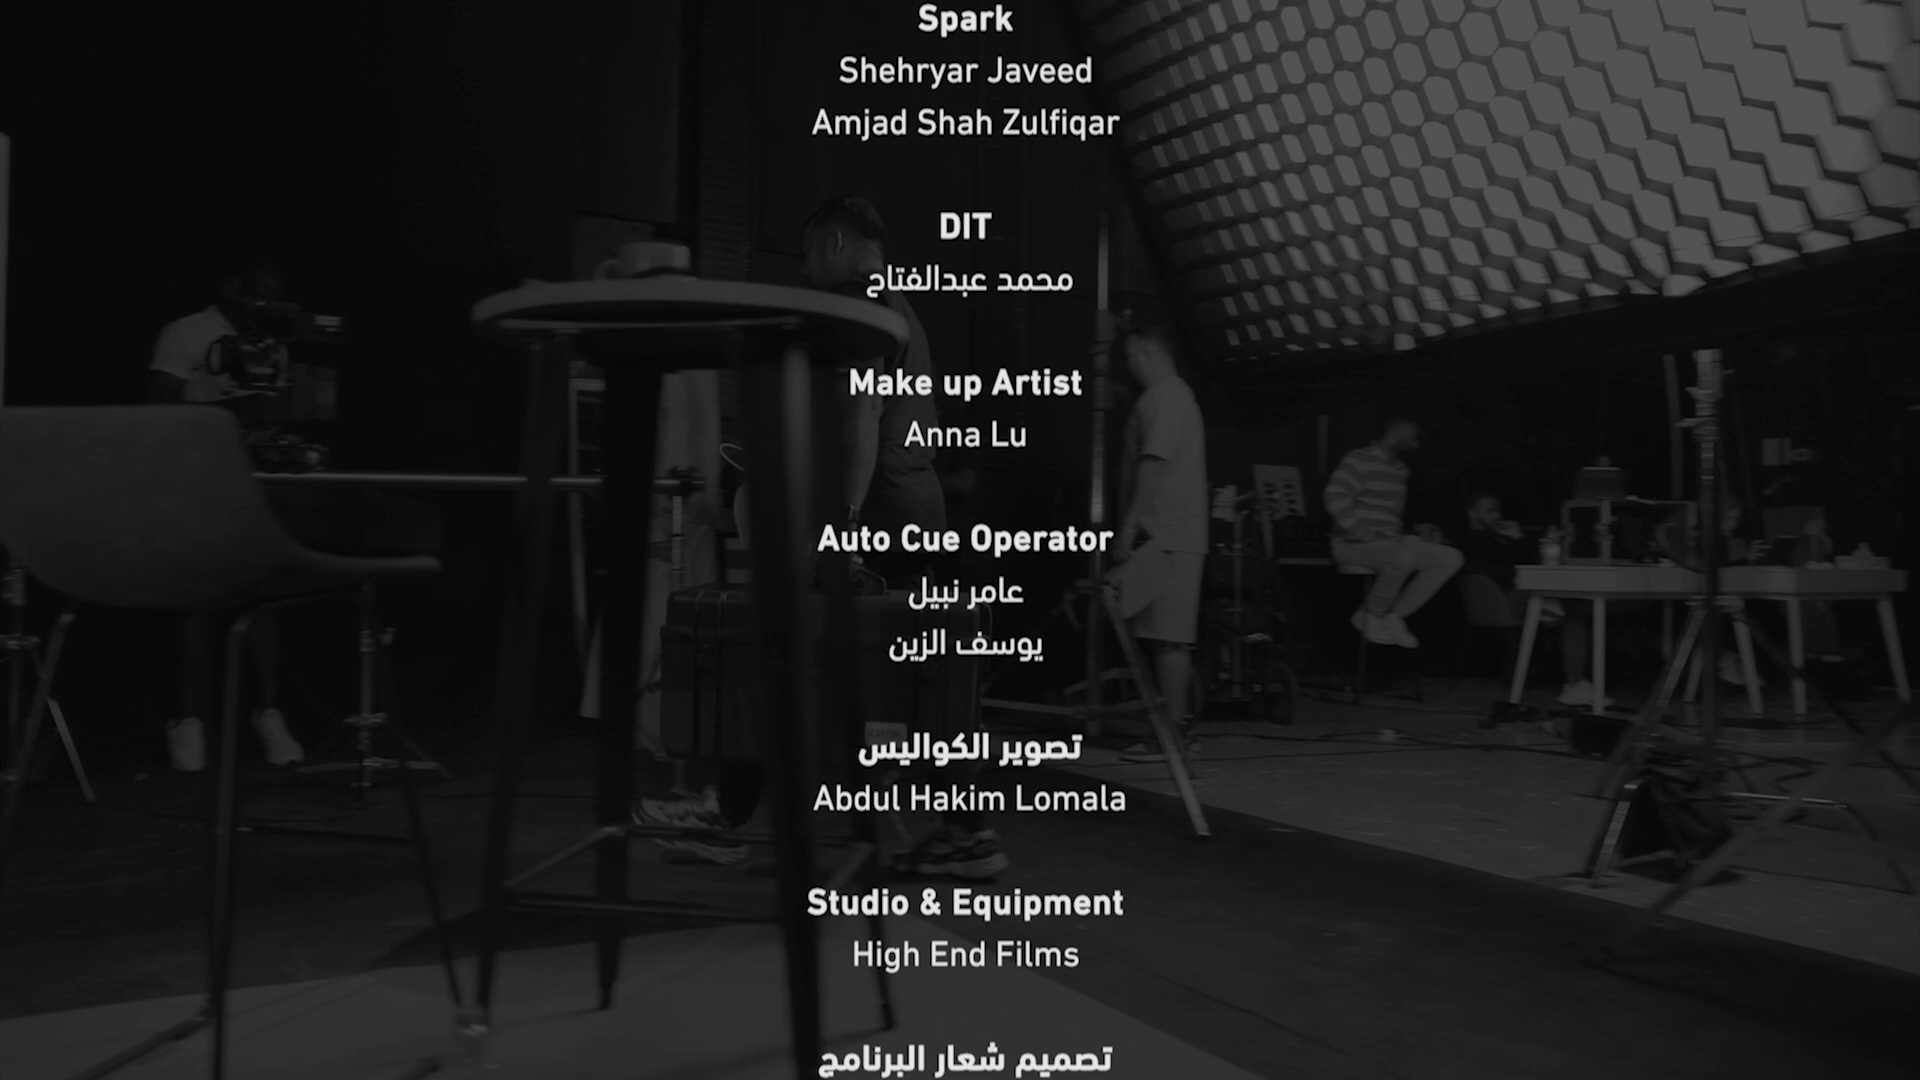 Spark
Shehryar Javeed
Amjad Shah Zulfiqar
DIT
محمد عبدالفتاح
Make up Artist
Anna Lu
Auto Cue Operator
عامر نبيل
يوسف الزين
تصوير الكواليس
Abdul Hakim Lomala
Studio & Equipment
High End Films
تصميم شعار البرنامج